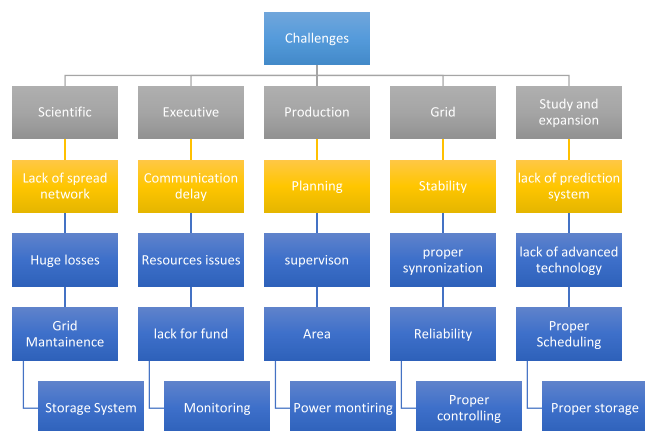 Challenges
Scientific
Executive
Production
Grid
Study and
expansion
Lack of spread
network
Communication
delay
Planning
Stability
lack of prediction
system
Huge losses
Resources issues
supervison
proper
synronization
lack of advanced
technology
Grid
Mantainence
lack for fund
Area
Reliability
Proper
Scheduling
Storage System
Monitoring
Power montiring
Proper
controlling
Proper storage